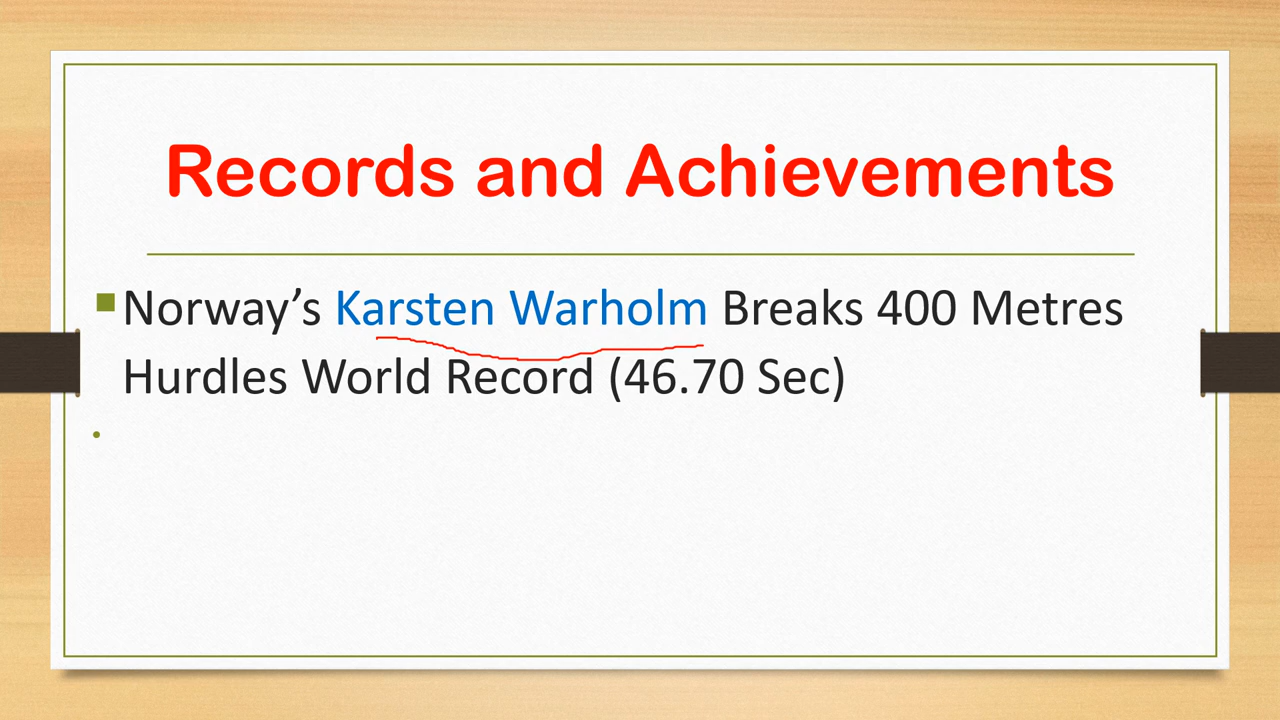 Records and Achievements
Norway’s Karsten Warholm Breaks 400 Metres
Hurdles World Record (46.70 Sec)